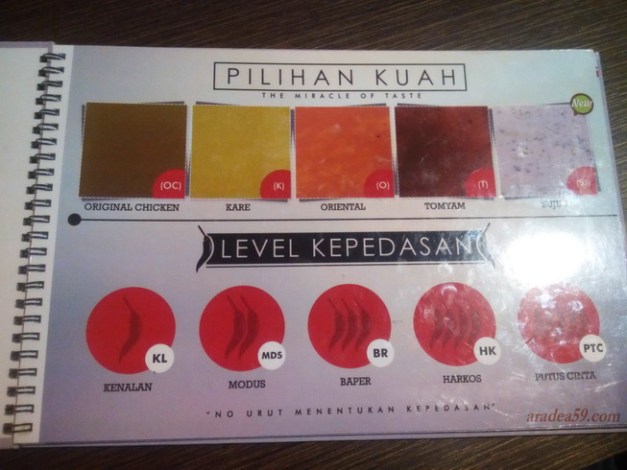 PILIHAN KUAH
THE MIRACLE OF TASTE
New
(OC) (K) (O) (T)
ORIGINAL CHICKEN KARE ORIENTAL TOMYAM
LEVEL KEPEDASAN
KL MDS BR HK PTC
KENALAN MODUS BAPER HARKOS PUTUS CINTA
"NO URUT MENENTUKAN KEPEDASAN"
aradea59.com